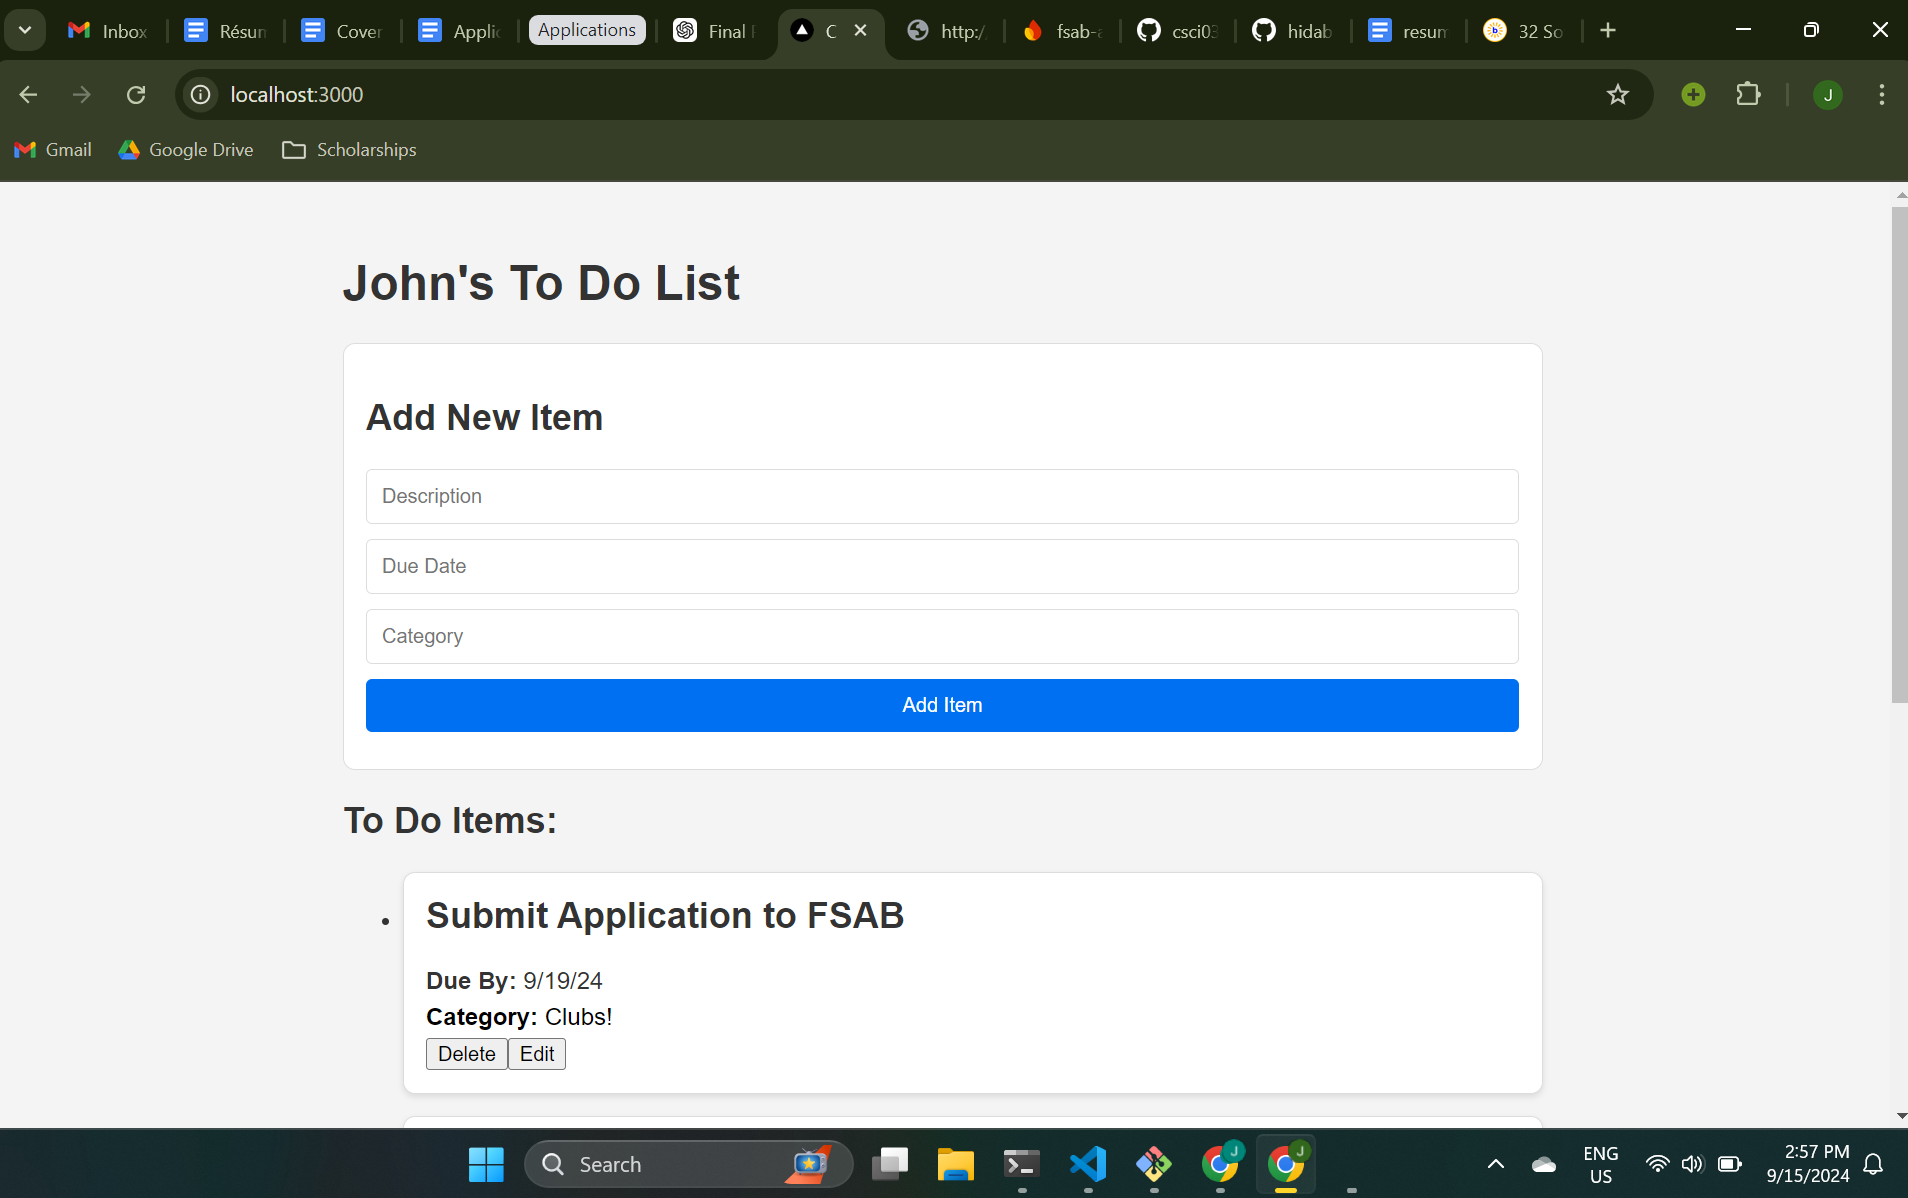 Inbox
Résum
Cover
Applic
Applications
Final
C
http:/
fsab-a
csci03
hidab
resum
32 So
localhost:3000
J
Gmail
Google Drive
Scholarships
John's To Do List
Add New Item
Description
Due Date
Category
Add Item
To Do Items:
Submit Application to FSAB
Due By: 9/19/24
Category: Clubs!
Delete
Edit
Search
J
J
ENG
US
2:57 PM
9/15/2024